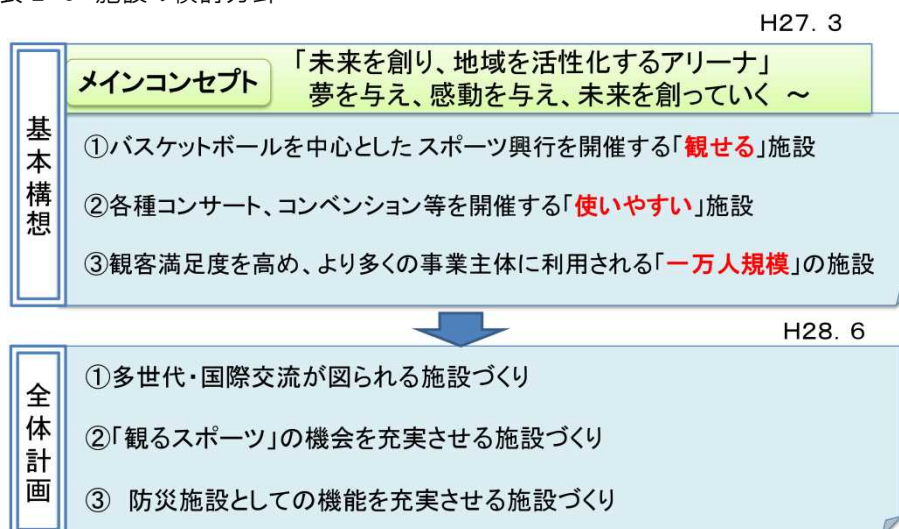 H27. 3
メインコンセプト
「未来を創り、地域を活性化するアリーナ」
夢を与え、感動を与え、未来を創っていく ～
基本構想
①バスケットボールを中心とした スポーツ興行を開催する「観せる」施設
②各種コンサート、コンベンション等を開催する「使いやすい」施設
③観客満足度を高め、より多くの事業主体に利用される「一万人規模」の施設
H28. 6
全体計画
①多世代・国際交流が図られる施設づくり
②「観るスポーツ」の機会を充実させる施設づくり
③ 防災施設としての機能を充実させる施設づくり